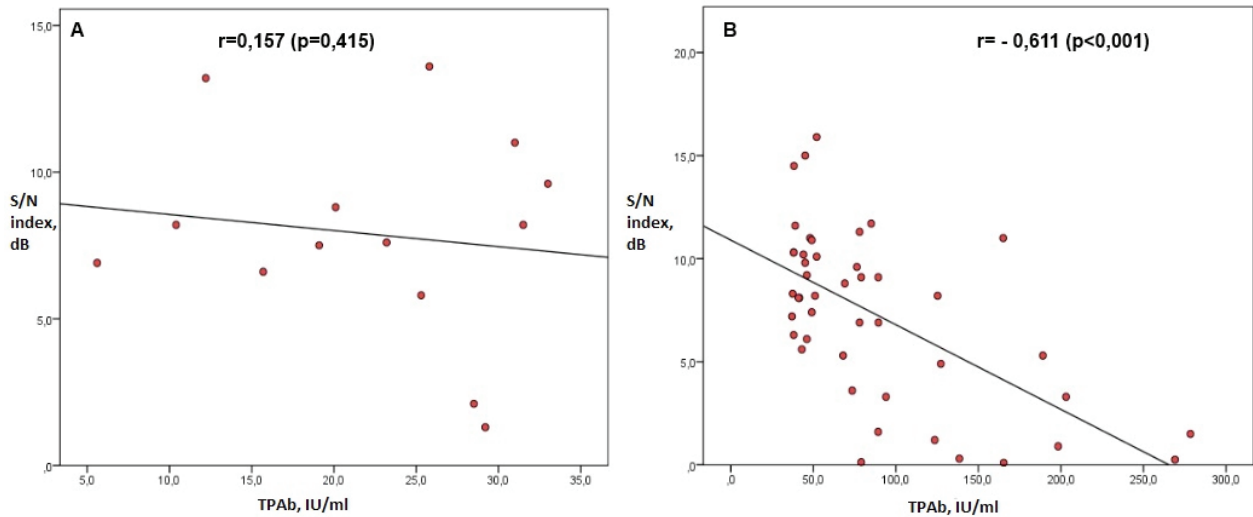 A
r=0,157 (p=0,415)
15,0
10,0
5,0
,0
S/N
index,
dB
5,0
10,0
15,0
20,0
25,0
30,0
35,0
TPAb, IU/ml
B
r= - 0,611 (p<0,001)
20,0
15,0
10,0
5,0
,0
S/N
index,
dB
,0
50,0
100,0
150,0
200,0
250,0
300,0
TPAb, IU/ml